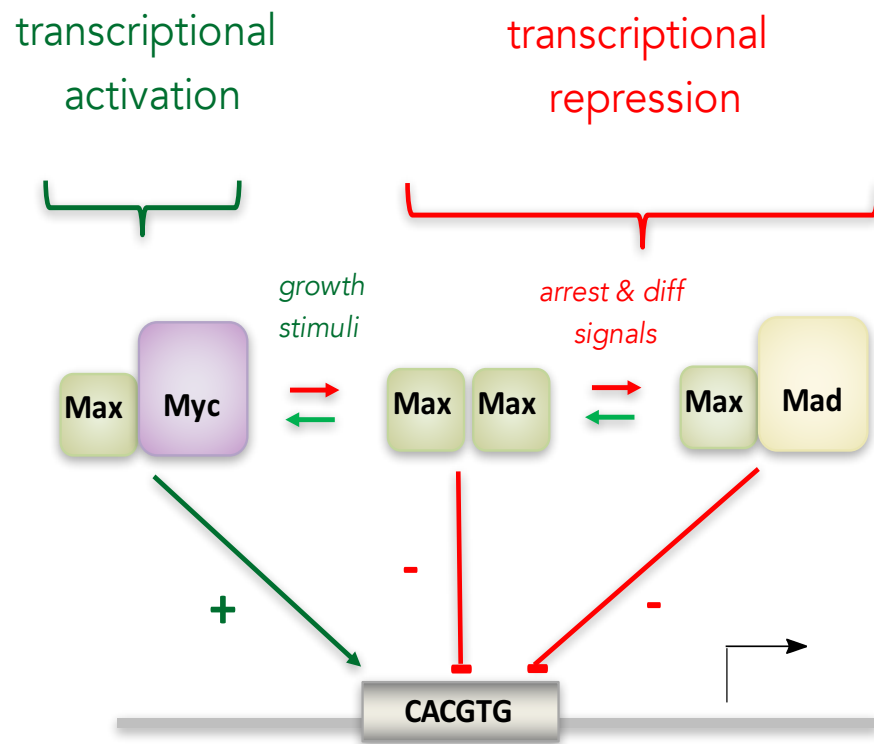 transcriptional
activation
transcriptional
repression
growth
stimuli
arrest & diff
signals
Max
Myc
Max
Max
Max
Mad
+
-
-
CACGTG